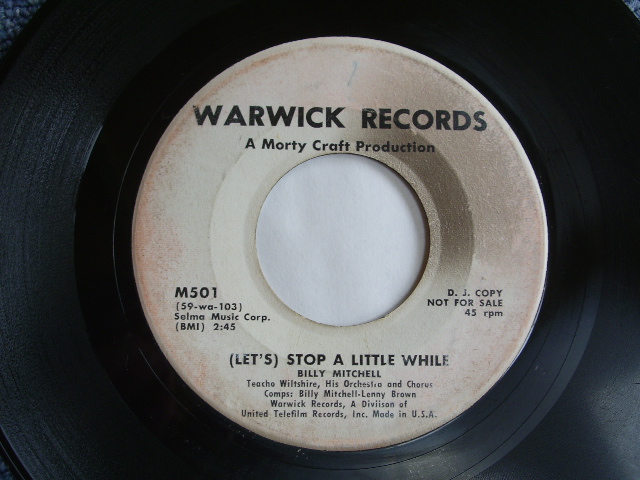 WARWICK RECORDS
A Morty Craft Production
M501
(59-wa-103)
Selma Music Corp.
(BMI) 2:45
D. J. COPY
NOT FOR SALE
45 rpm
(LET'S) STOP A LITTLE WHILE
BILLY MITCHELL
Teacho Wiltshire, His Orchestra and Chorus
Comps: Billy Mitchell-Lenny Brown
Warwick Records, A Diviison of
United Telefilm Records, Inc. Made in U.S.A.